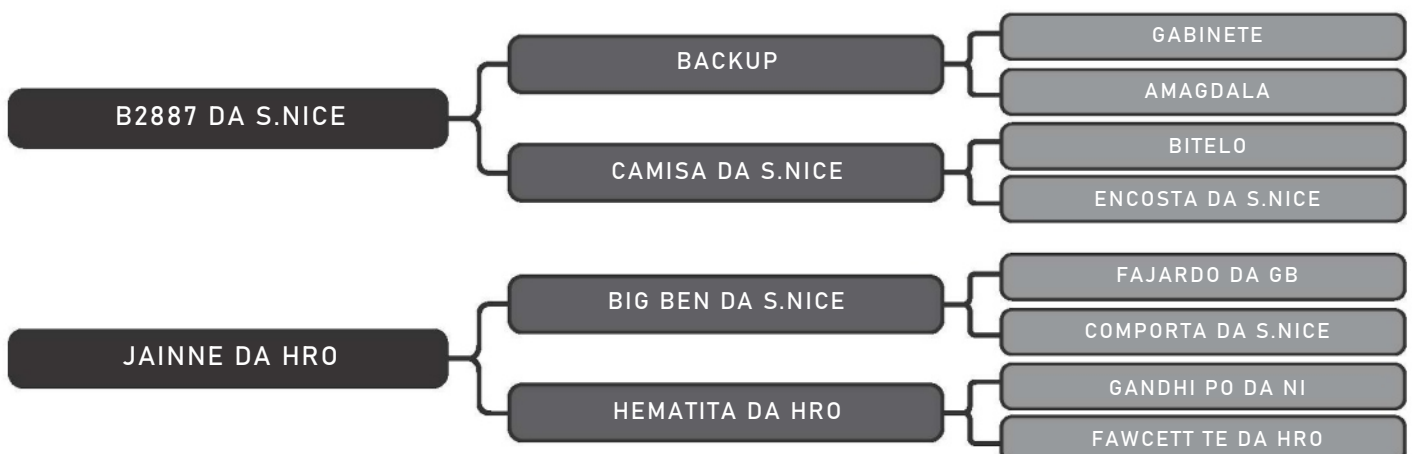 GABINETE
BACKUP
AMAGDALA
B2887 DA S.NICE
BITELO
CAMISA DA S.NICE
ENCOSTA DA S.NICE
FAJARDO DA GB
BIG BEN DA S.NICE
COMPORTA DA S.NICE
JAINNE DA HRO
GANDHI PO DA NI
HEMATITA DA HRO
FAWCETT TE DA HRO